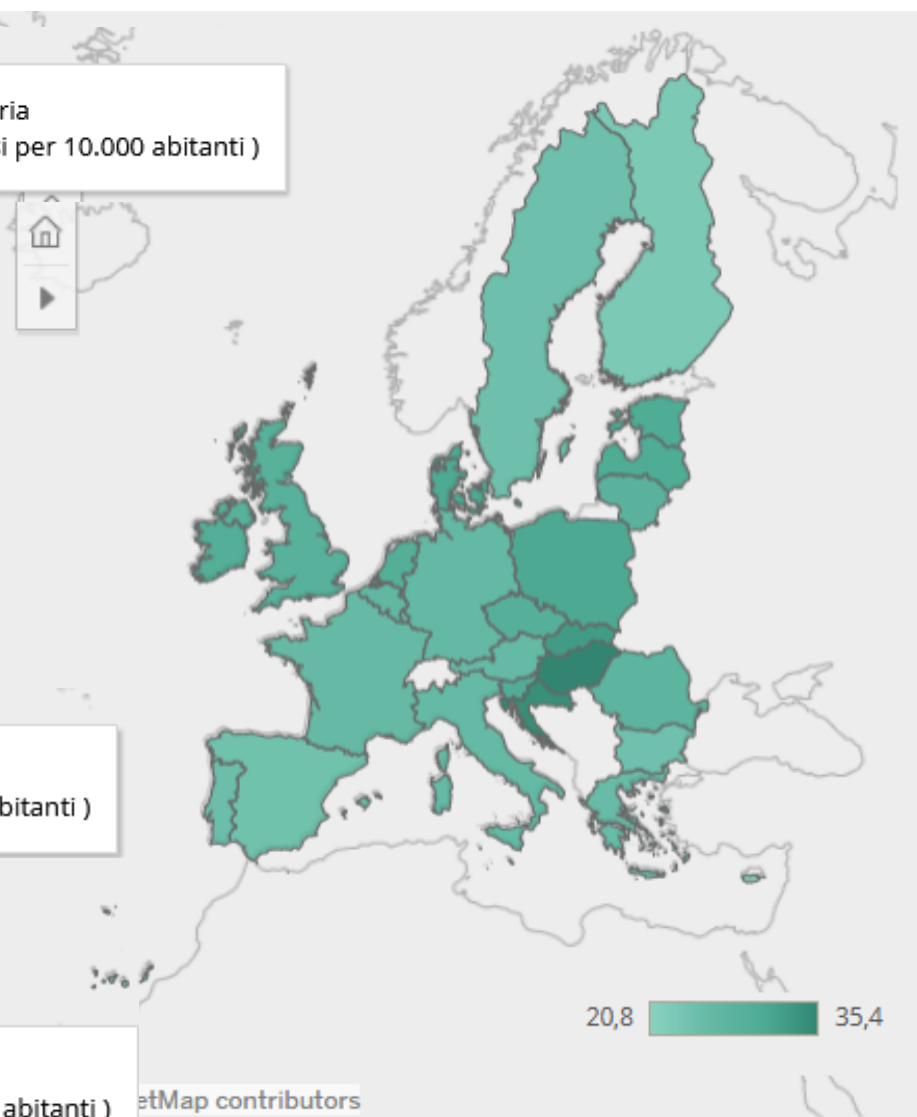 ria
i per 10.000 abitanti )
bitanti )
20,8
35,4
etMap contributors
abitanti )